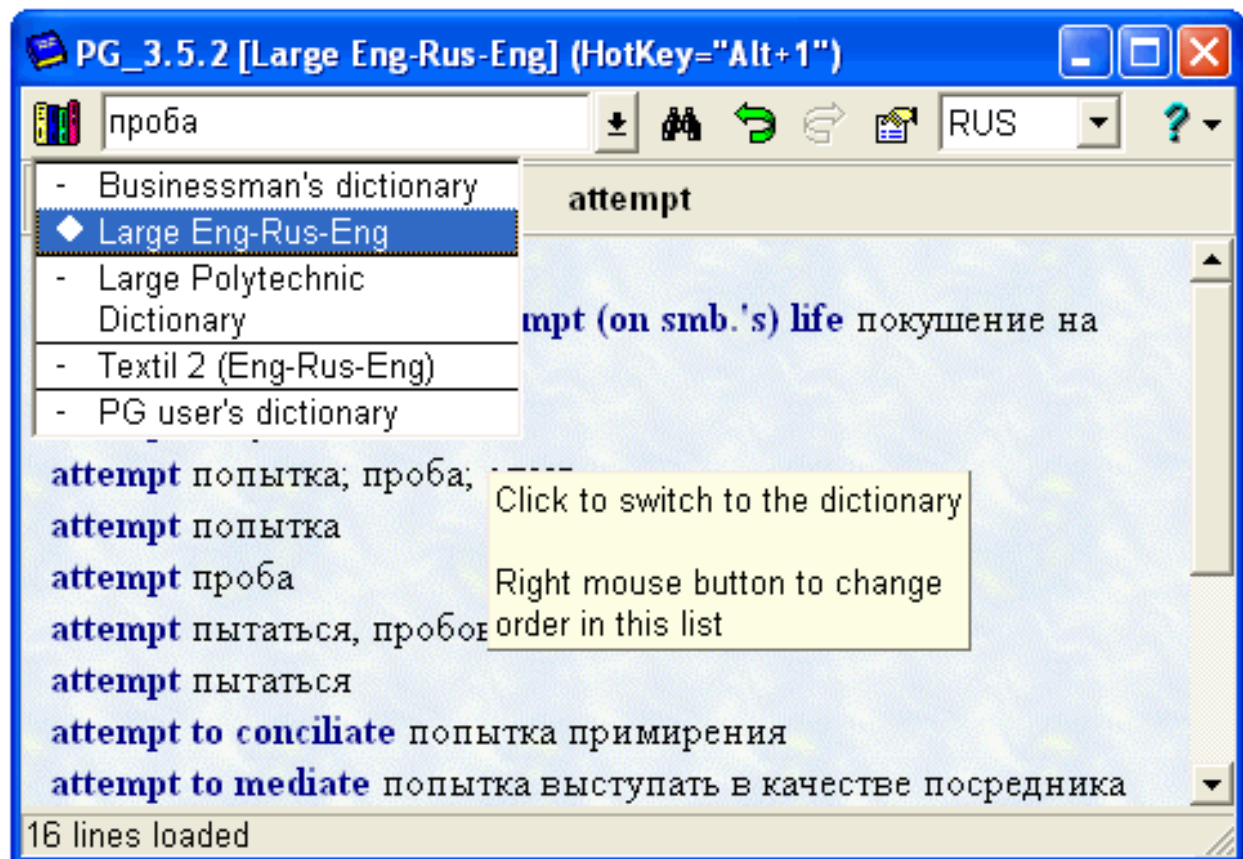 PG_3.5.2 [Large Eng-Rus-Eng] (HotKey="Alt+1")
проба
RUS
?
- Businessman's dictionary
Large Eng-Rus-Eng
- Large Polytechnic
Dictionary
- Textil 2 (Eng-Rus-Eng)
- PG user's dictionary
attempt
mpt (on smb.'s) life покушение на
attempt попытка; проба;
attempt попытка
attempt проба
attempt пытаться, пробов
attempt пытаться
attempt to conciliate попытка примирения
attempt to mediate попытка выступать в качестве посредника
Click to switch to the dictionary
Right mouse button to change
order in this list
16 lines loaded